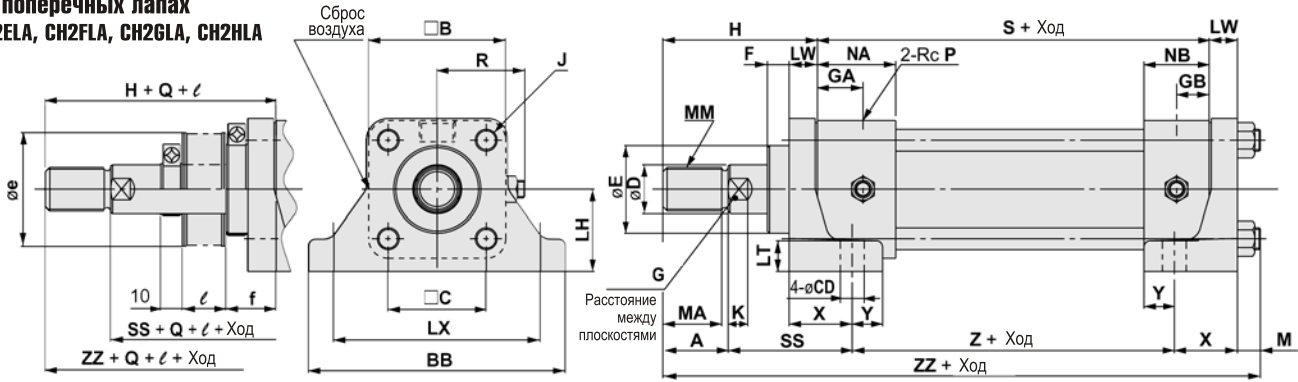 поперечных лапах
2ELA, CH2FLA, CH2GLA, CH2HLA
H + Q + ℓ
øe
10
ℓ
f
SS + Q + ℓ + Ход
ZZ + Q + ℓ + Ход
Сброс
воздуха
□B
R
J
LH
□C
LX
BB
H
S + Ход
LW
F
LW
NA
2-Rc P
NB
GA
GB
MM
øE
øD
LT
G
4-øCD
Расстояние
между
плоскостями
MA
K
X
Y
Y
A
SS
Z + Ход
X
M
ZZ + Ход